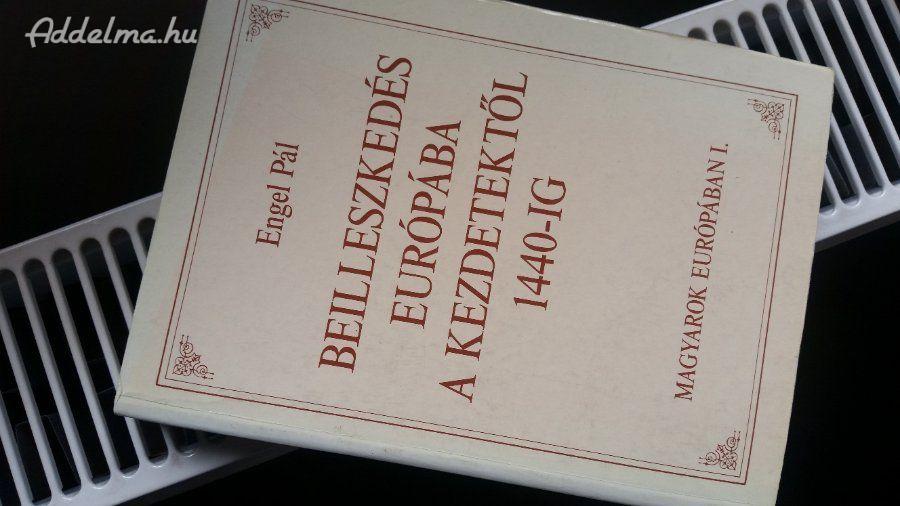 Addelma.hu
Engel Pál
BEILLESZKEDÉS
EURÓPÁBA
A KEZDETEKTŐL
1440-IG
MAGYAROK EURÓPÁBAN I.